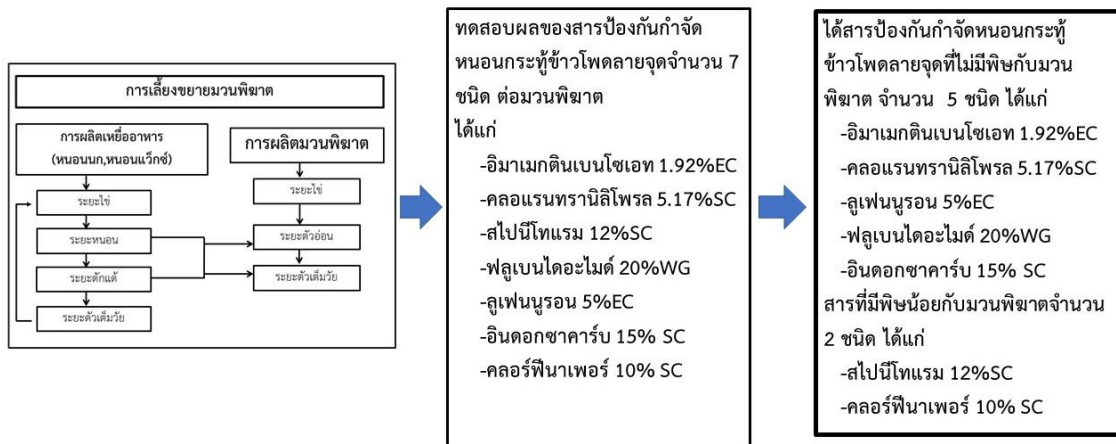 การเลี้ยงขยายมวนพิฆาต
การผลิตเหยื่ออาหาร
(หนอนนก,หนอนแว็กซ์)
ระยะไข่
ระยะหนอน
ระยะดักแด้
ระยะตัวเต็มวัย
การผลิตมวนพิฆาต
ระยะไข่
ระยะตัวอ่อน
ระยะตัวเต็มวัย
ทดสอบผลของสารป้องกันกำจัด
หนอนกระทู้ข้าวโพดลายจุดจำนวน 7
ชนิด ต่อมวนพิฆาต
ได้แก่
-อิมาเมกตินเบนโซเอท 1.92%EC
-คลอแรนทรานิลิโพรล 5.17%SC
-สไปนีโทแรม 12%SC
-ฟลูเบนไดอะไมด์ 20%WG
-ลูเฟนนูรอน 5%EC
-อินดอกซาคาร์บ 15% SC
-คลอร์ฟีนาเพอร์ 10% SC
ได้สารป้องกันกำจัดหนอนกระทู้
ข้าวโพดลายจุดที่ไม่มีพิษกับมวน
พิฆาต จำนวน 5 ชนิด ได้แก่
-อิมาเมกตินเบนโซเอท 1.92%EC
-คลอแรนทรานิลิโพรล 5.17%SC
-ลูเฟนนูรอน 5%EC
-ฟลูเบนไดอะไมด์ 20%WG
-อินดอกซาคาร์บ 15% SC
สารที่มีพิษน้อยกับมวนพิฆาตจำนวน
2 ชนิด ได้แก่
-สไปนีโทแรม 12%SC
-คลอร์ฟีนาเพอร์ 10% SC